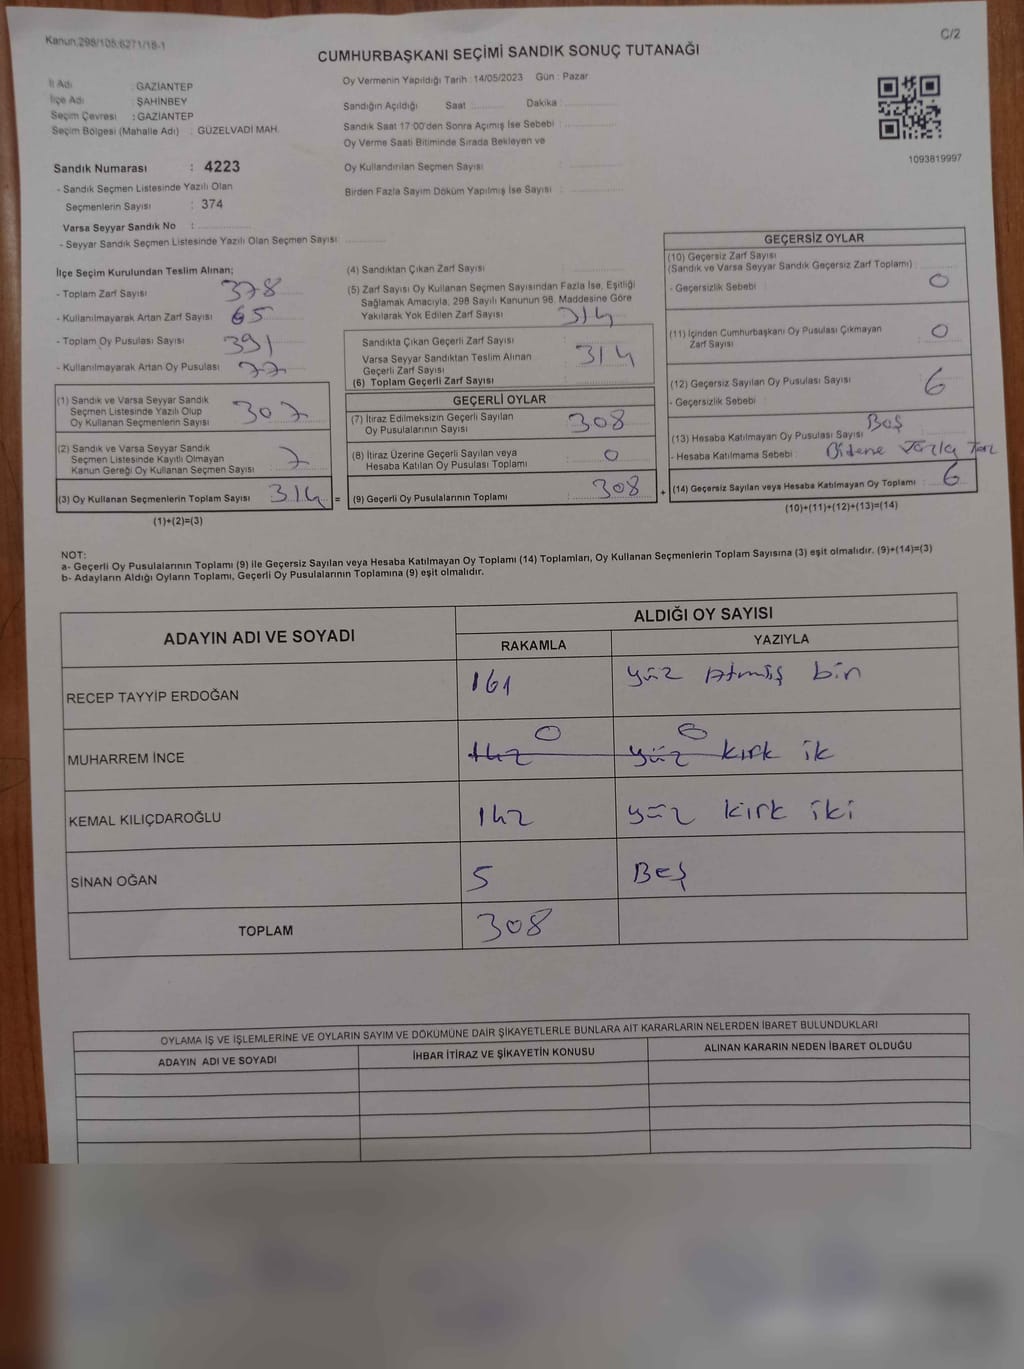 Kanun:298/105;6271/18-1
C/2
CUMHURBAŞKANI SEÇİMİ SANDIK SONUÇ TUTANAĞI
İl Adı : GAZİANTEP
İlçe Adı : ŞAHİNBEY
Seçim Çevresi : GAZİANTEP
Seçim Bölgesi (Mahalle Adı) : GÜZELVADİ MAH.
Sandık Numarası : 4223
- Sandık Seçmen Listesinde Yazılı Olan
Seçmenlerin Sayısı : 374
Varsa Seyyar Sandık No :
- Seyyar Sandık Seçmen Listesinde Yazılı Olan Seçmen Sayısı :
Oy Vermenin Yapıldığı Tarih :14/05/2023 Gün : Pazar
Sandığın Açıldığı Saat : Dakika :
Sandık Saat 17:00'den Sonra Açımış İse Sebebi :
Oy Verme Saati Bitiminde Sırada Bekleyen ve
Oy Kullandırılan Seçmen Sayısı :
Birden Fazla Sayım Döküm Yapılmış İse Sayısı :
1093819997
İlçe Seçim Kurulundan Teslim Alınan;
- Toplam Zarf Sayısı : 378
- Kullanılmayarak Artan Zarf Sayısı : 65
- Toplam Oy Pusulası Sayısı : 391
- Kullanılmayarak Artan Oy Pusulası : 77
(1) Sandık ve Varsa Seyyar Sandık
Seçmen Listesinde Yazılı Olup
Oy Kullanan Seçmenlerin Sayısı : 307
(2) Sandık ve Varsa Seyyar Sandık
Seçmen Listesinde Kayıtlı Olmayan
Kanun Gereği Oy Kullanan Seçmen Sayısı : 7
(3) Oy Kullanan Seçmenlerin Toplam Sayısı : 314 =
(1)+(2)=(3)
(4) Sandıktan Çıkan Zarf Sayısı :
(5) Zarf Sayısı Oy Kullanan Seçmen Sayısından Fazla İse, Eşitliği
Sağlamak Amacıyla, 298 Sayılı Kanunun 98. Maddesine Göre
Yakılarak Yok Edilen Zarf Sayısı : 314
Sandıkta Çıkan Geçerli Zarf Sayısı
Varsa Seyyar Sandıktan Teslim Alınan : 314
Geçerli Zarf Sayısı
(6) Toplam Geçerli Zarf Sayısı
GEÇERLİ OYLAR
(7) İtiraz Edilmeksizin Geçerli Sayılan
Oy Pusulalarının Sayısı : 308
(8) İtiraz Üzerine Geçerli Sayılan veya
Hesaba Katılan Oy Pusulası Toplamı : 0
(9) Geçerli Oy Pusulalarının Toplamı : 308 +
GEÇERSİZ OYLAR
(10) Geçersiz Zarf Sayısı
(Sandık ve Varsa Seyyar Sandık Geçersiz Zarf Toplamı) :
- Geçersizlik Sebebi : 0
(11) İçinden Cumhurbaşkanı Oy Pusulası Çıkmayan
Zarf Sayısı : 0
(12) Geçersiz Sayılan Oy Pusulası Sayısı : 6
- Geçersizlik Sebebi :
(13) Hesaba Katılmayan Oy Pusulası Sayısı : Boş
- Hesaba Katılmama Sebebi :
(14) Geçersiz Sayılan veya Hesaba Katılmayan Oy Toplamı : 6
(10)+(11)+(12)+(13)=(14)
NOT:
a- Geçerli Oy Pusulalarının Toplamı (9) ile Geçersiz Sayılan veya Hesaba Katılmayan Oy Toplamı (14) Toplamları, Oy Kullanan Seçmenlerin Toplam Sayısına (3) eşit olmalıdır. (9)+(14)=(3)
b- Adayların Aldığı Oyların Toplamı, Geçerli Oy Pusulalarının Toplamına (9) eşit olmalıdır.
ADAYIN ADI VE SOYADI
ALDIĞI OY SAYISI
RAKAMLA YAZIYLA
RECEP TAYYİP ERDOĞAN 161 yüz Atmış bir
MUHARREM İNCE 142 0 yüz kırk ik 0
KEMAL KILIÇDAROĞLU 142 yüz kırk iki
SİNAN OĞAN 5 Beş
TOPLAM 308
OYLAMA İŞ VE İŞLEMLERİNE VE OYLARIN SAYIM VE DÖKÜMÜNE DAİR ŞİKAYETLERLE BUNLARA AİT KARARLARIN NELERDEN İBARET BULUNDUKLARI
ADAYIN ADI VE SOYADI İHBAR İTİRAZ VE ŞİKAYETİN KONUSU ALINAN KARARIN NEDEN İBARET OLDUĞU